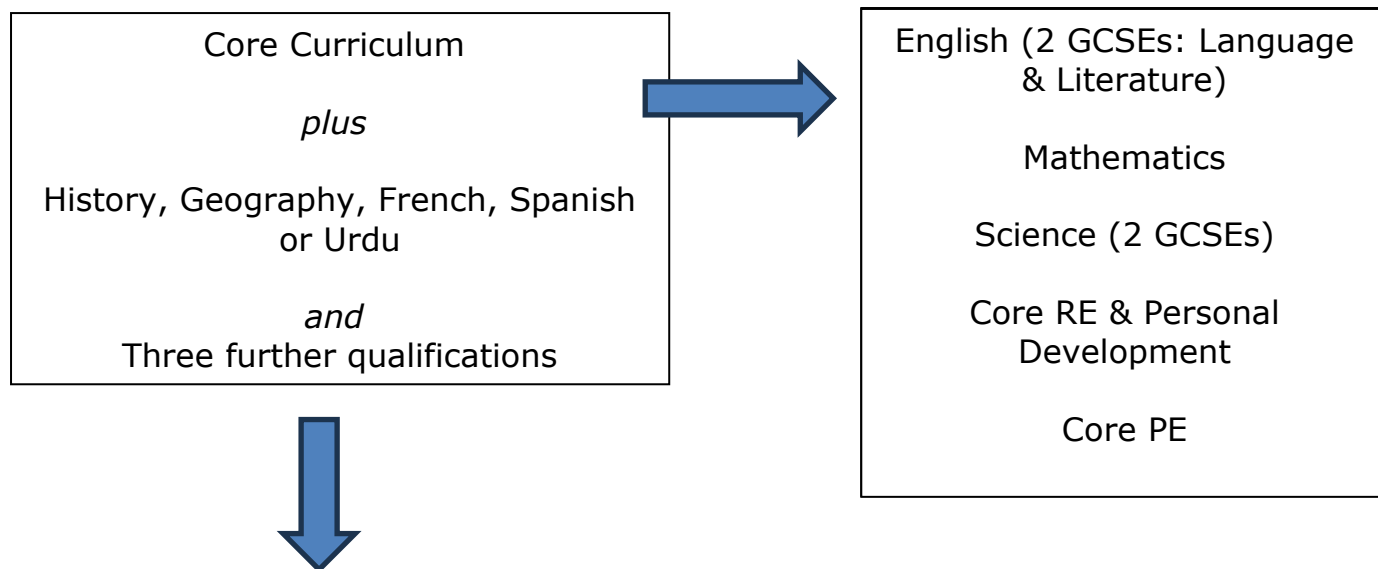 Core Curriculum
plus
History, Geography, French, Spanish
or Urdu
and
Three further qualifications
English (2 GCSEs: Language
& Literature)
Mathematics
Science (2 GCSEs)
Core RE & Personal
Development
Core PE